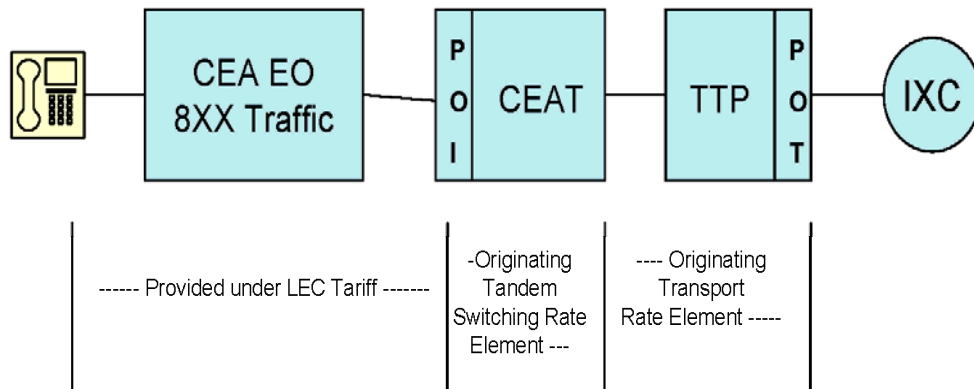 CEA EO
8XX Traffic
P
O
I
CEAT
TTP
P
O
T
IXC
------ Provided under LEC Tariff -------
-Originating
Tandem
Switching Rate
Element ---
---- Originating
Transport
Rate Element -----